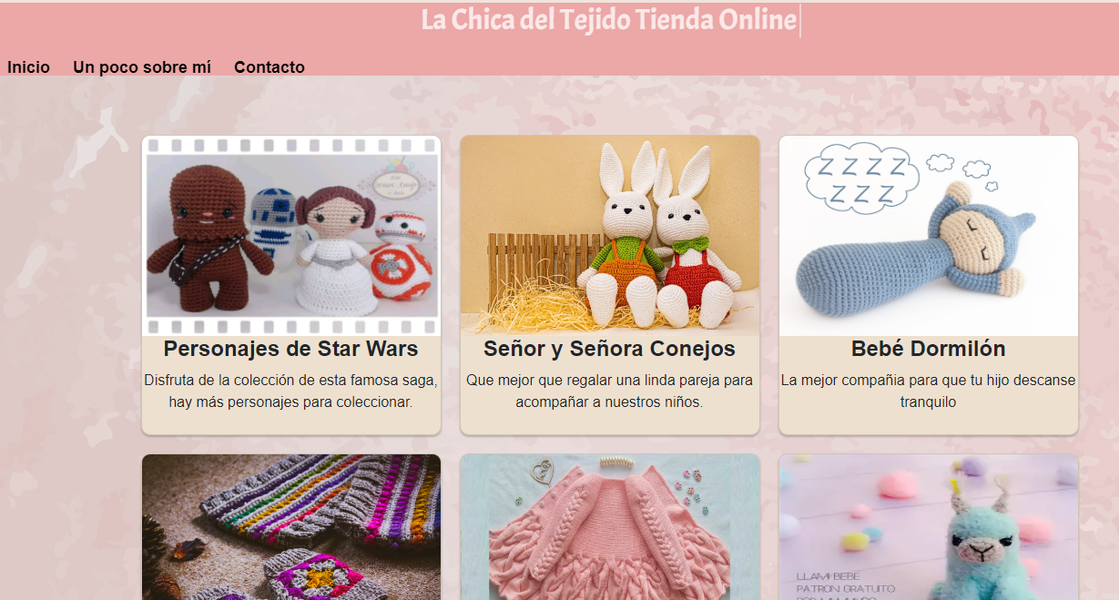 La Chica del Tejido Tienda Online
Inicio Un poco sobre mí Contacto
ZZZZ
ZZZ
Personajes de Star Wars
Disfruta de la colección de esta famosa saga,
hay más personajes para coleccionar.
Señor y Señora Conejos
Que mejor que regalar una linda pareja para
acompañar a nuestros niños.
Bebé Dormilón
La mejor compañia para que tu hijo descanse
tranquilo
PATRON GRATUITO